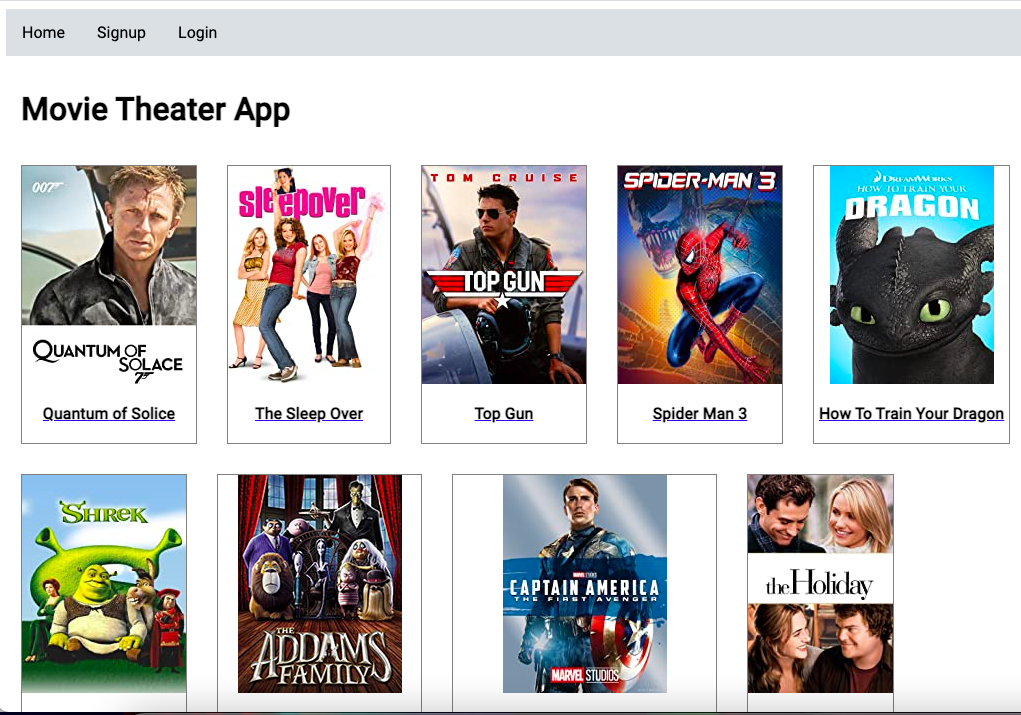 Home Signup Login
Movie Theater App
007
QUANTUM OF
SOLACE
007
Quantum of Solice
sleepover
The Sleep Over
TOM CRUISE
TOP GUN
Top Gun
SPIDER-MAN 3
Spider Man 3
DREAMWORKS
HOW TO TRAIN YOUR
DRAGON
How To Train Your Dragon
SHREK
THE
ADDAMS
FAMILY
MARVEL STUDIOS
CAPTAIN AMERICA
THE FIRST AVENGER
MARVEL STUDIOS
the Holiday